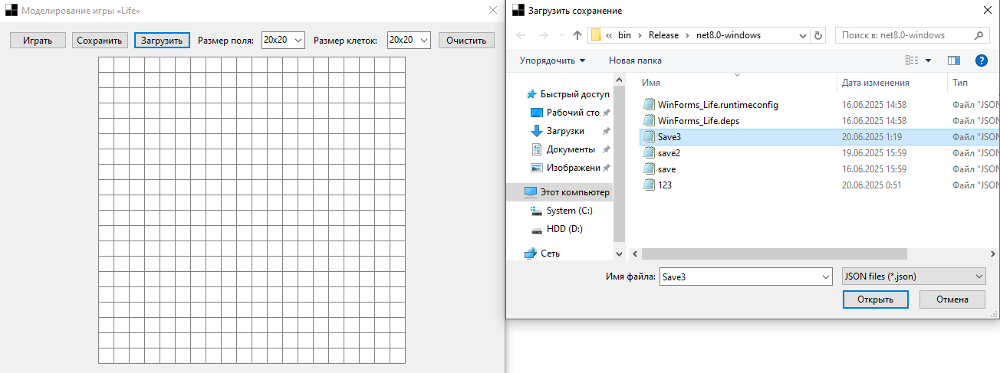 Моделирование игры «Life»
Играть Сохранить Загрузить Размер поля: 20x20 Размер клеток: 20x20 Очистить
Загрузить сохранение
« bin › Release › net8.0-windows
Поиск в: net8.0-windows
Упорядочить Новая папка
Быстрый доступ
Рабочий сто.
Загрузки
Документы
Изображени
Этот компьютер
System (C:)
HDD (D:)
Сеть
Имя Дата изменения Тип
WinForms_Life.runtimeconfig 16.06.2025 14:58 Файл "JSON
WinForms_Life.deps 16.06.2025 14:58 Файл "JSON
Save3 20.06.2025 1:19 Файл "JSON
save2 19.06.2025 15:59 Файл "JSON
save 16.06.2025 15:59 Файл "JSON
123 20.06.2025 0:51 Файл "JSON
Имя файла: Save3 JSON files (*.json)
Открыть Отмена